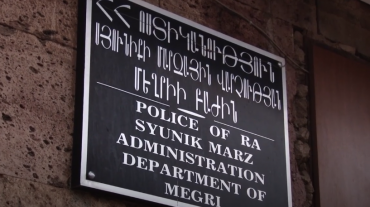 ՀՀ ՈՍՏԻԿԱՆՈՒԹՅՈՒՆ
ՍՅՈՒՆԻՔԻ ՄԱՐԶԱՅԻՆ ՎԱՐՉՈՒԹՅԱՆ
ՄԵՂՐԻԻ ԲԱԺԻՆ
POLICE OF RA
SYUNIK MARZ
ADMINISTRATION
DEPARTMENT OF
MEGRI